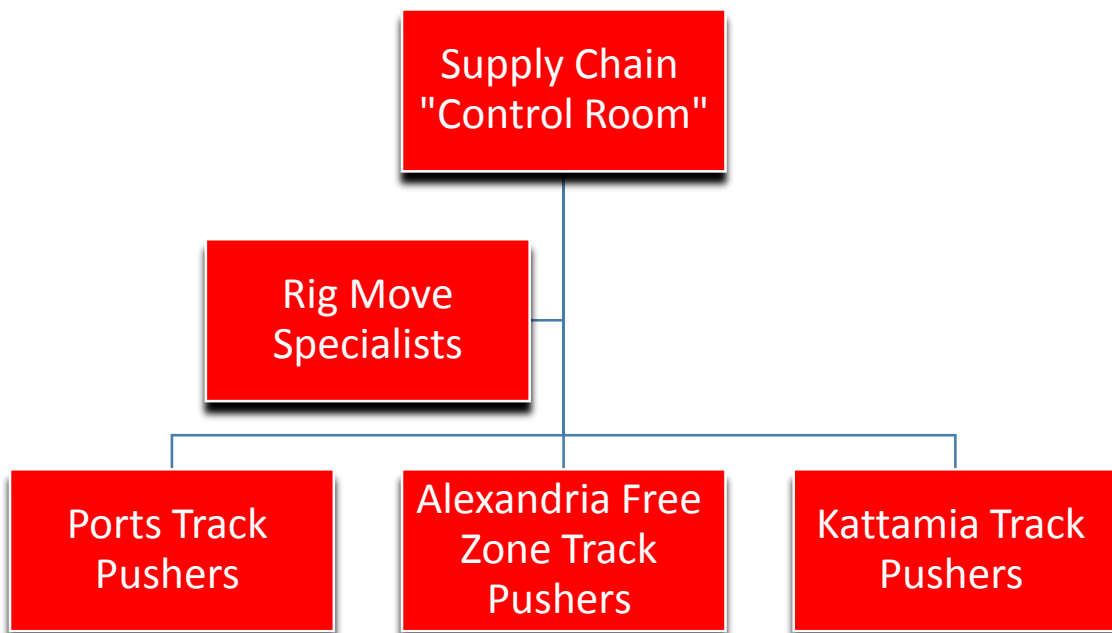 Supply Chain
"Control Room"
Rig Move
Specialists
Ports Track
Pushers
Alexandria Free
Zone Track
Pushers
Kattamia Track
Pushers